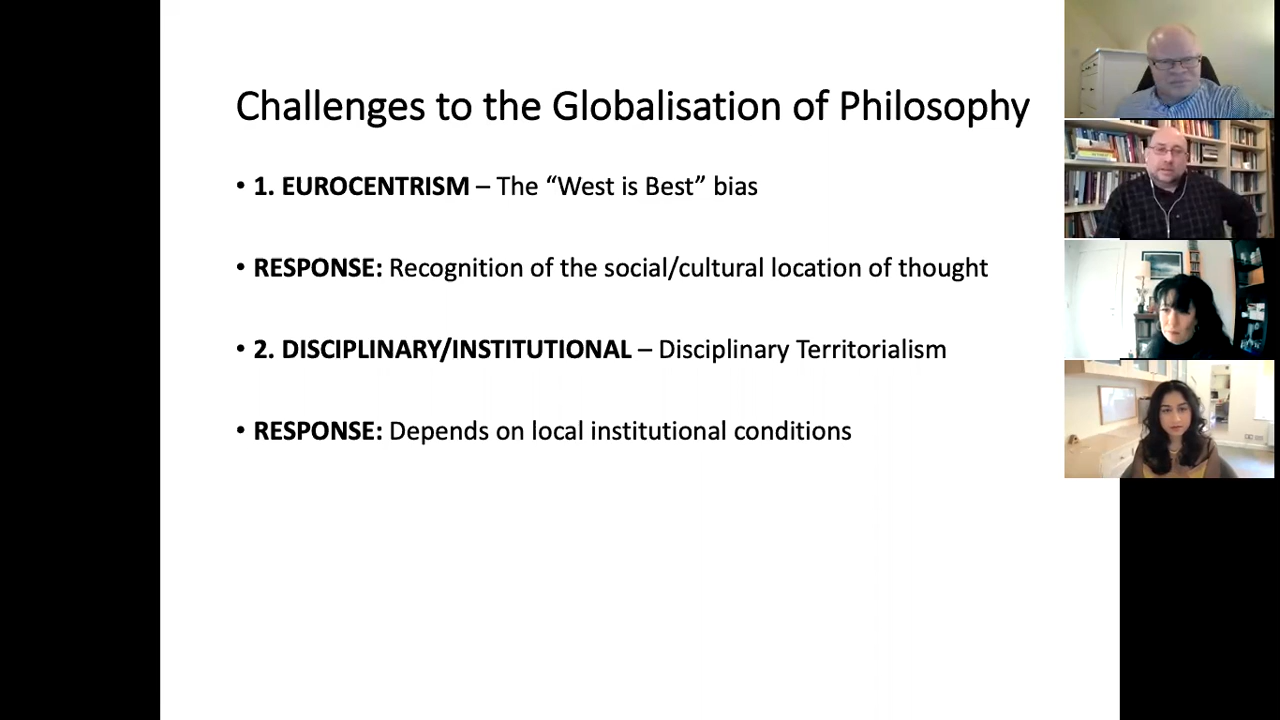 Challenges to the Globalisation of Philosophy
• 1. EUROCENTRISM – The “West is Best” bias
• RESPONSE: Recognition of the social/cultural location of thought
• 2. DISCIPLINARY/INSTITUTIONAL – Disciplinary Territorialism
• RESPONSE: Depends on local institutional conditions